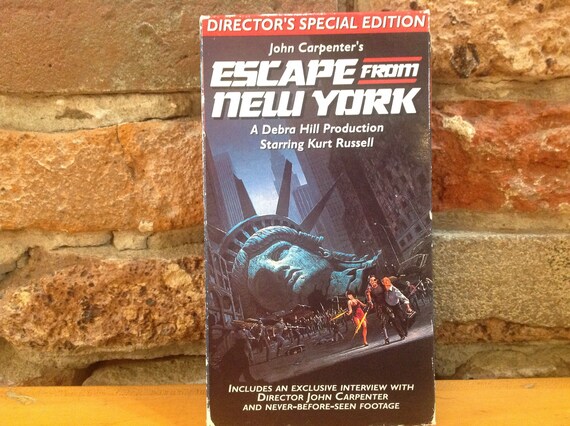 DIRECTOR'S SPECIAL EDITION
John Carpenter's
ESCAPE FROM
NEW YORK
A Debra Hill Production
Starring Kurt Russell
INCLUDES AN EXCLUSIVE INTERVIEW WITH
DIRECTOR JOHN CARPENTER
AND NEVER-BEFORE-SEEN FOOTAGE